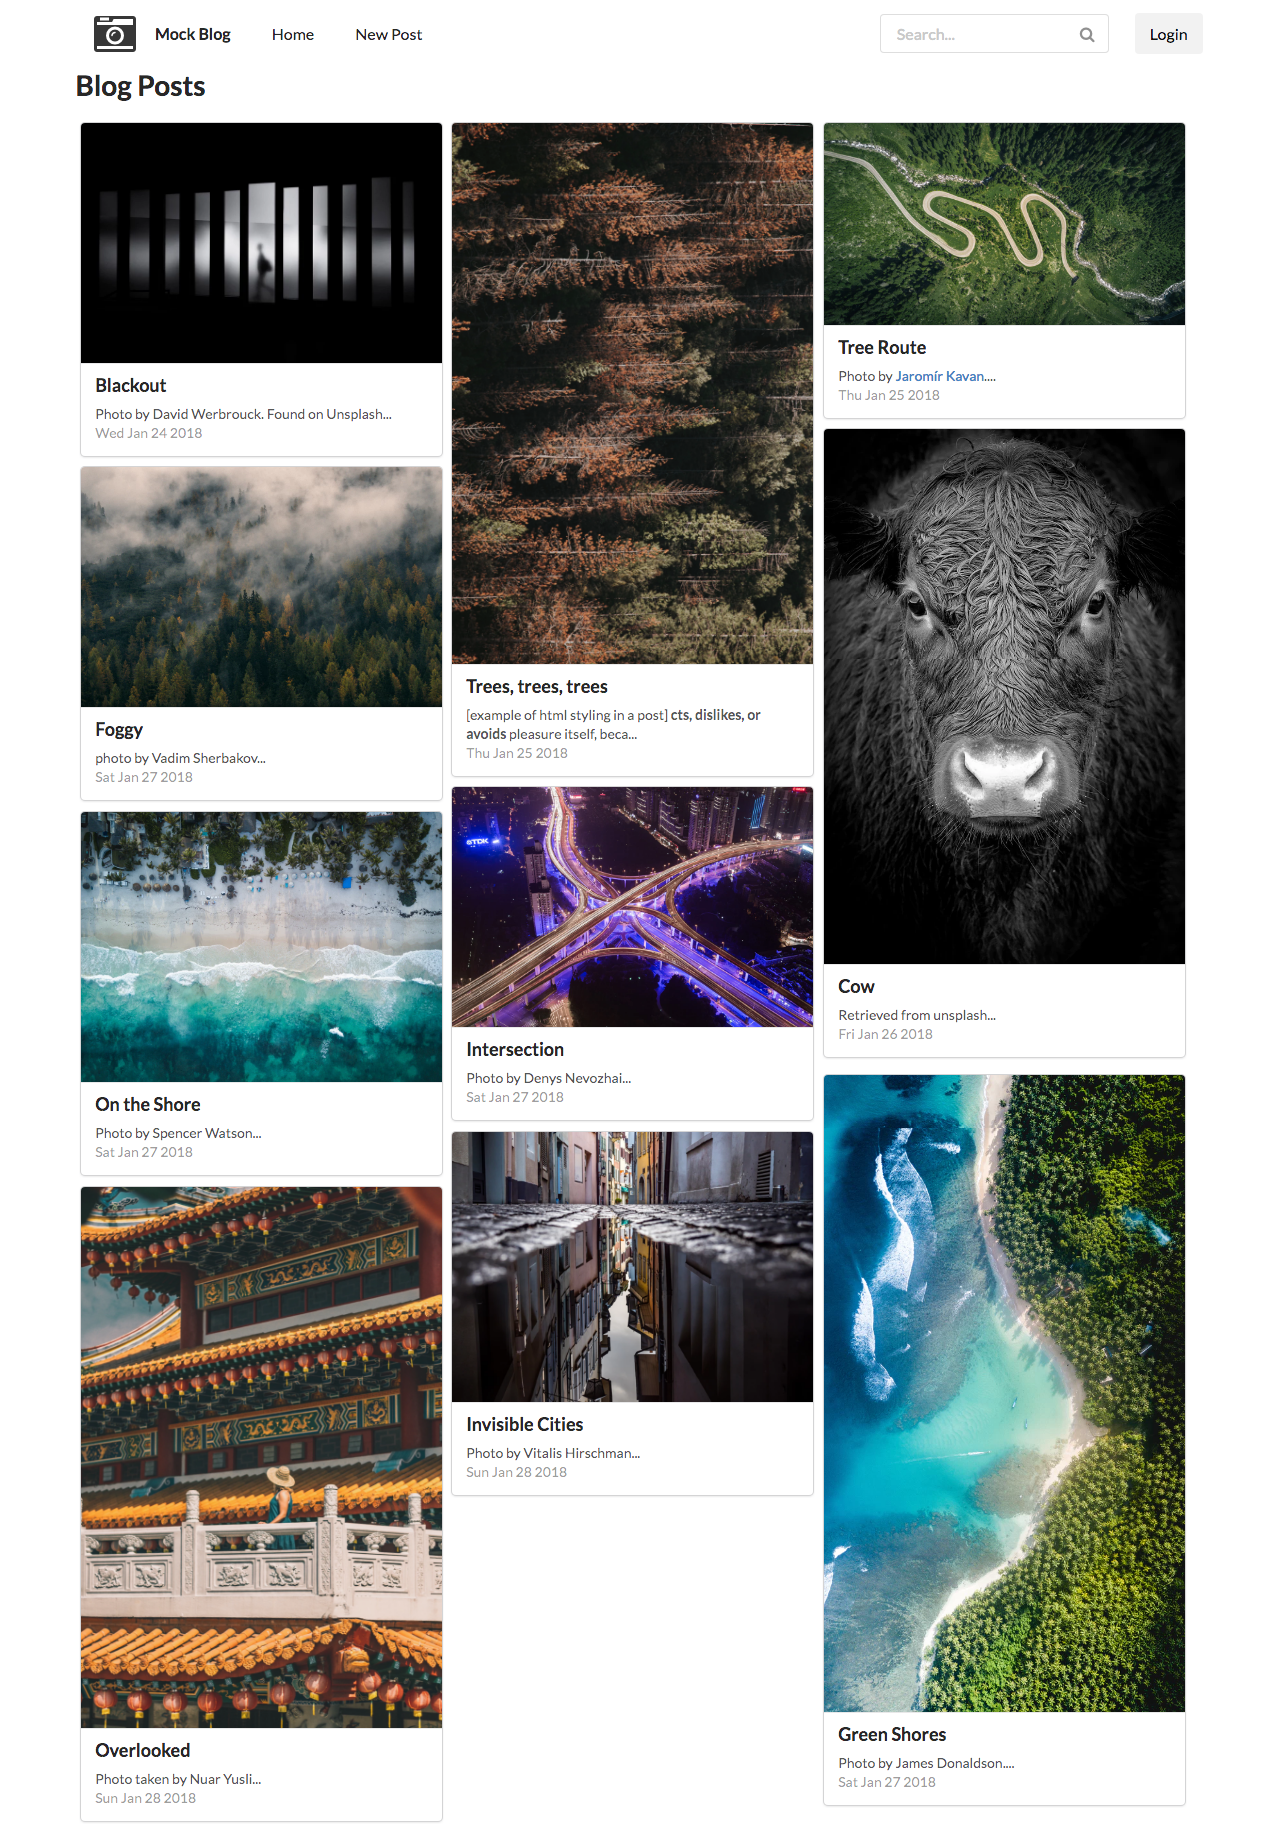 Mock Blog
Home
New Post
Search...
Login
Blog Posts
Blackout
Photo by David Werbrouck. Found on Unsplash...
Wed Jan 24 2018
Foggy
photo by Vadim Sherbakov...
Sat Jan 27 2018
On the Shore
Photo by Spencer Watson...
Sat Jan 27 2018
Overlooked
Photo taken by Nuar Yusli...
Sun Jan 28 2018
Trees, trees, trees
[example of html styling in a post] cts, dislikes, or
avoids pleasure itself, beca...
Thu Jan 25 2018
TDK
Intersection
Photo by Denys Nevozhai...
Sat Jan 27 2018
Invisible Cities
Photo by Vitalis Hirschman...
Sun Jan 28 2018
Tree Route
Photo by Jaromír Kavan....
Thu Jan 25 2018
Cow
Retrieved from unsplash...
Fri Jan 26 2018
Green Shores
Photo by James Donaldson....
Sat Jan 27 2018